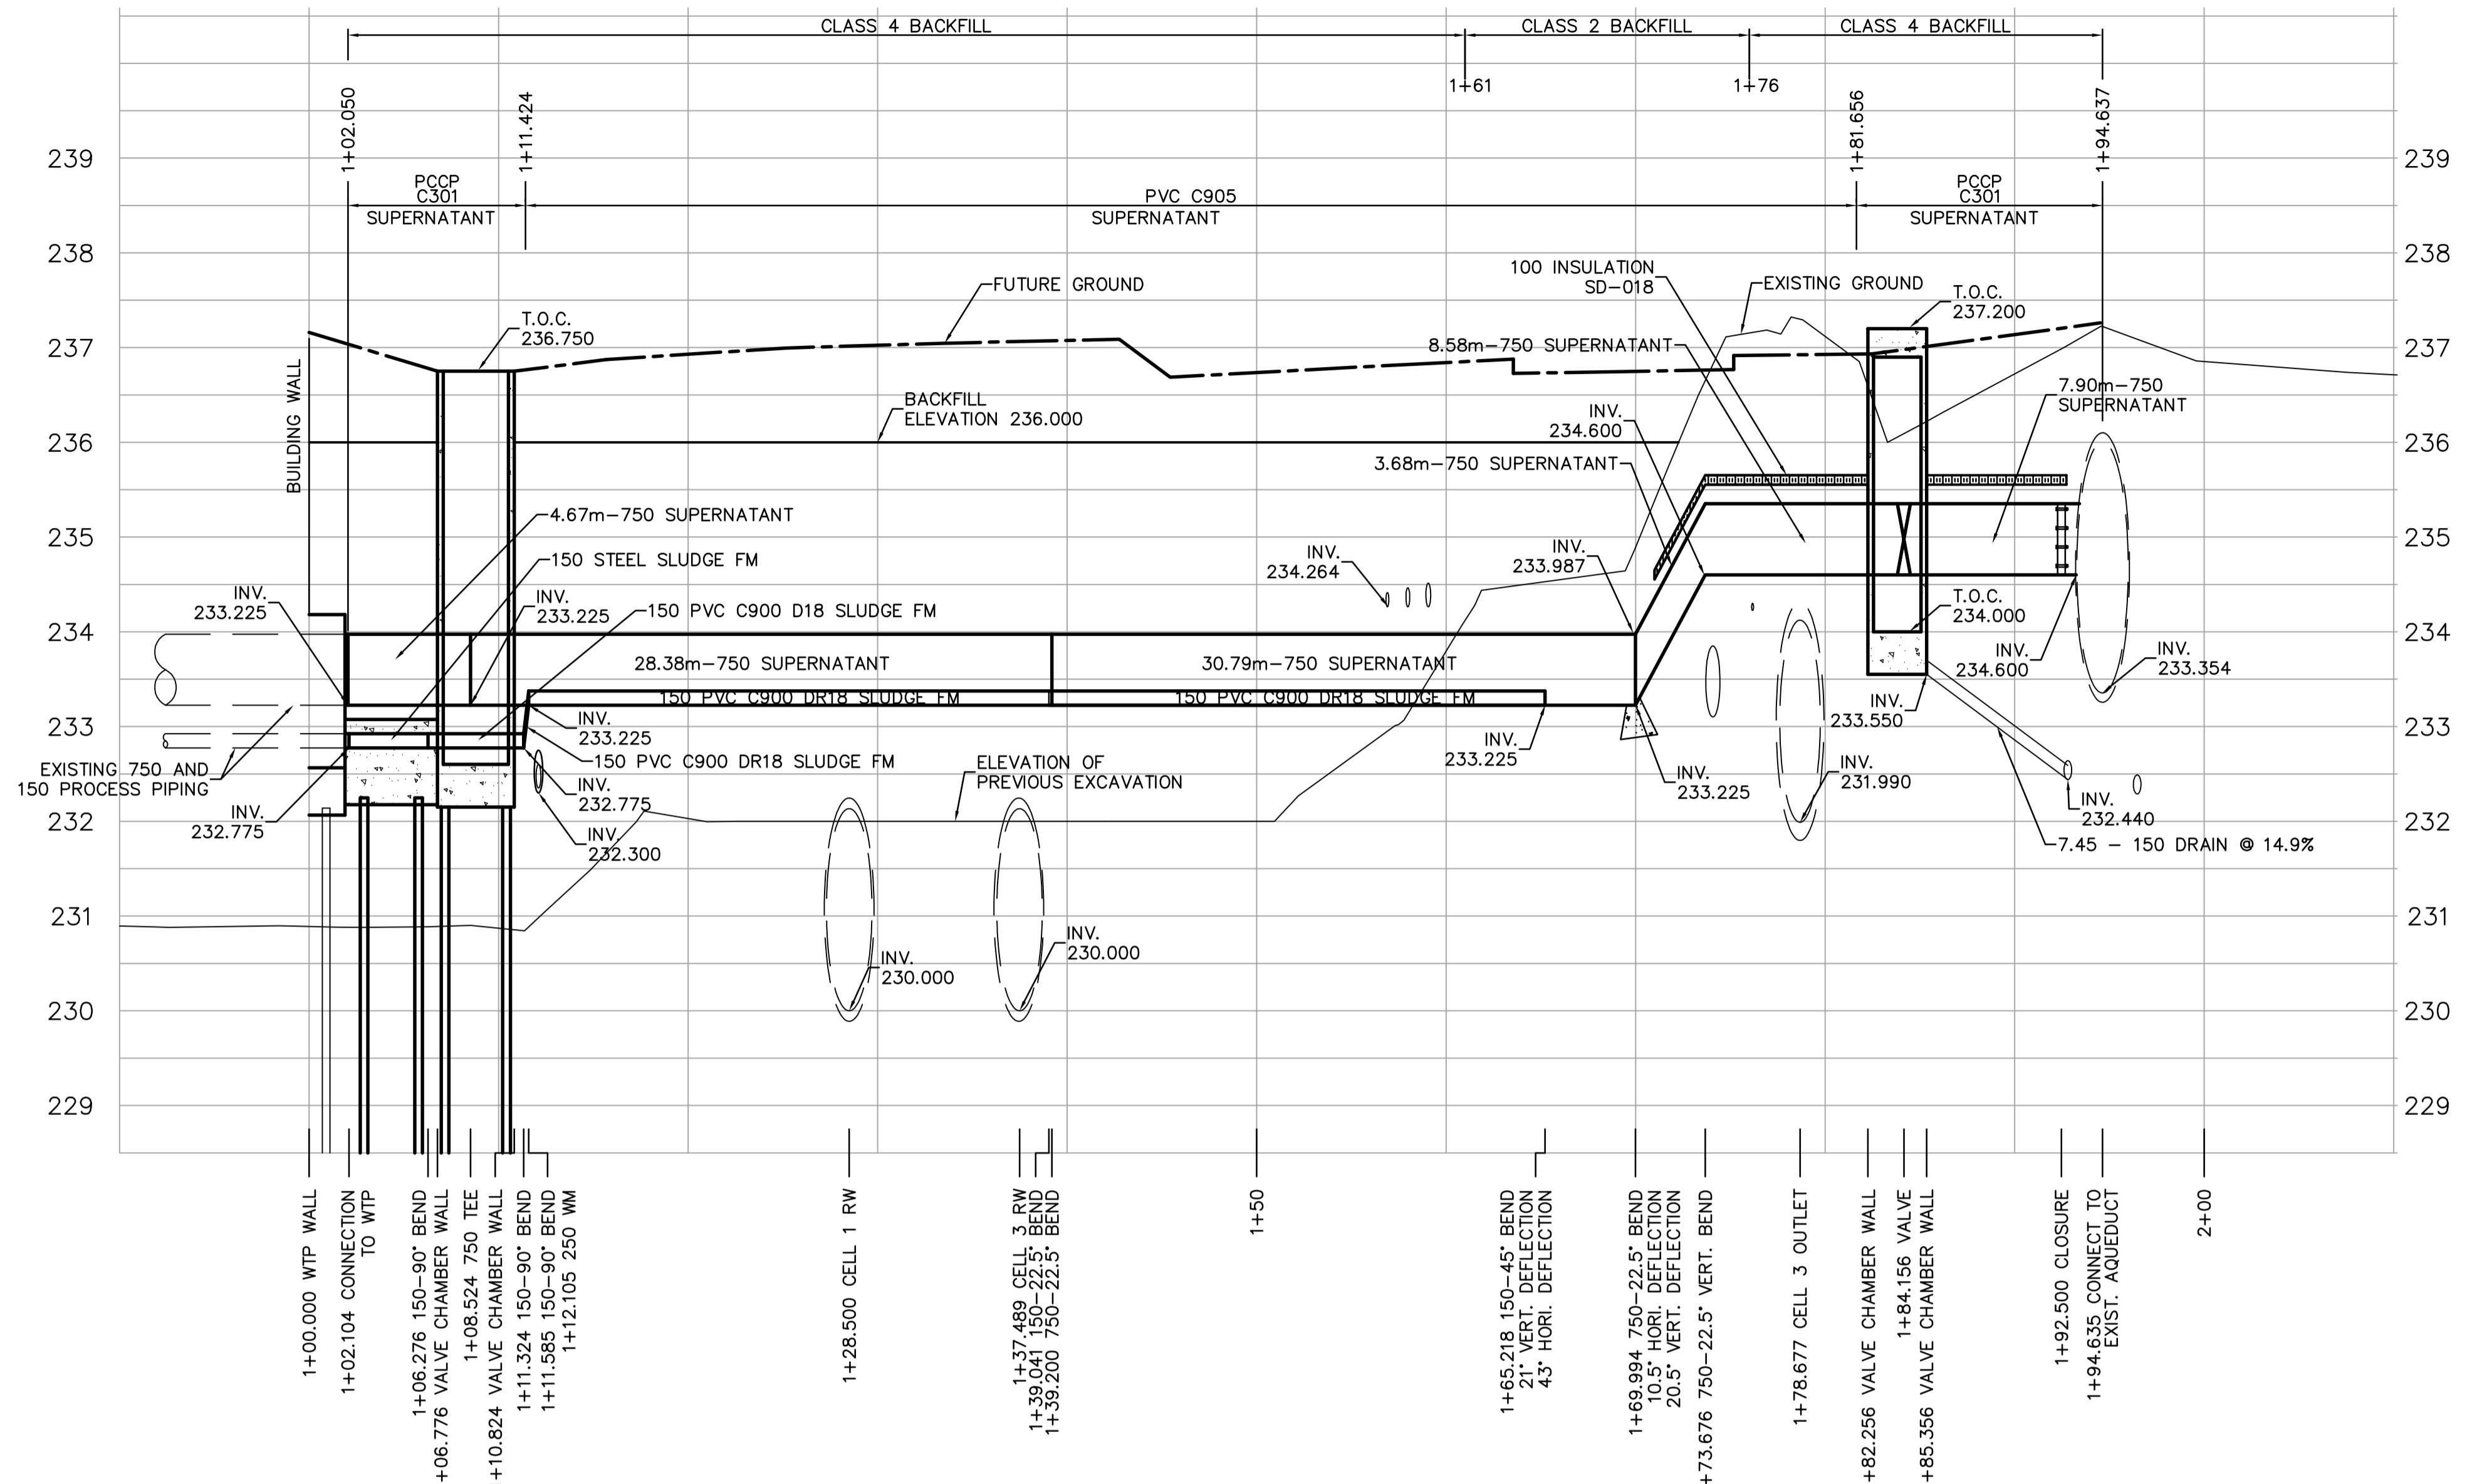 CLASS 4 BACKFILL
CLASS 2 BACKFILL
CLASS 4 BACKFILL
1+61
1+76
1+02.050
1+11.424
1+81.656
1+94.637
239
239
PCCP
C301
SUPERNATANT
PVC C905
SUPERNATANT
PCCP
C301
SUPERNATANT
238
238
100 INSULATION
SD-018
FUTURE GROUND
EXISTING GROUND
T.O.C.
237.200
T.O.C.
236.750
237
237
8.58m-750 SUPERNATANT
BUILDING WALL
7.90m-750
SUPERNATANT
BACKFILL
ELEVATION 236.000
INV.
234.600
236
236
3.68m-750 SUPERNATANT
4.67m-750 SUPERNATANT
235
235
150 STEEL SLUDGE FM
INV.
234.264
INV.
233.987
INV.
233.225
INV.
233.225
150 PVC C900 D18 SLUDGE FM
T.O.C.
234.000
234
234
28.38m-750 SUPERNATANT
30.79m-750 SUPERNATANT
INV.
234.600
INV.
233.354
150 PVC C900 DR18 SLUDGE FM
150 PVC C900 DR18 SLUDGE FM
INV.
233.550
233
233
INV.
233.225
INV.
233.225
150 PVC C900 DR18 SLUDGE FM
EXISTING 750 AND
150 PROCESS PIPING
ELEVATION OF
PREVIOUS EXCAVATION
INV.
232.775
INV.
233.225
INV.
231.990
INV.
232.440
INV.
232.775
232
232
INV.
232.300
7.45 - 150 DRAIN @ 14.9%
231
231
INV.
230.000
INV.
230.000
230
230
229
229
1+00.000 WTP WALL
1+02.104 CONNECTION
TO WTP
1+06.276 150-90° BEND
+06.776 VALVE CHAMBER WALL
1+08.524 750 TEE
+10.824 VALVE CHAMBER WALL
1+11.324 150-90° BEND
1+11.585 150-90° BEND
1+12.105 250 WM
1+28.500 CELL 1 RW
1+37.489 CELL 3 RW
1+39.041 150-22.5° BEND
1+39.200 750-22.5° BEND
1+50
1+65.218 150-45° BEND
21° VERT. DEFLECTION
43° HORI. DEFLECTION
1+69.994 750-22.5° BEND
10.5° HORI. DEFLECTION
20.5° VERT. DEFLECTION
+73.676 750-22.5° VERT. BEND
1+78.677 CELL 3 OUTLET
+82.256 VALVE CHAMBER WALL
1+84.156 VALVE
+85.356 VALVE CHAMBER WALL
1+92.500 CLOSURE
1+94.635 CONNECT TO
EXIST. AQUEDUCT
2+00